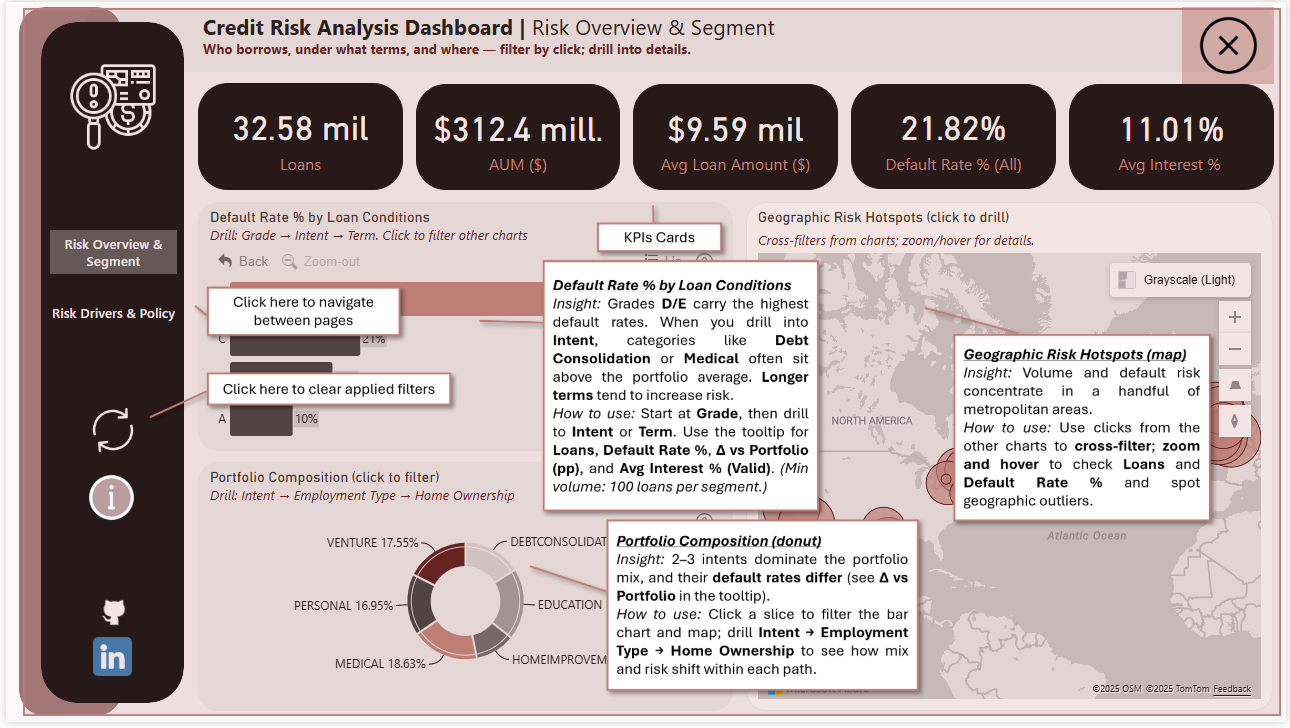 Credit Risk Analysis Dashboard | Risk Overview & Segment
Who borrows, under what terms, and where — filter by click; drill into details.
32.58 mil
Loans
$312.4 mill.
AUM ($)
$9.59 mil
Avg Loan Amount ($)
21.82%
Default Rate % (All)
11.01%
Avg Interest %
Risk Overview &
Segment
Risk Drivers & Policy
Default Rate % by Loan Conditions
Drill: Grade → Intent → Term. Click to filter other charts
Back
Zoom-out
KPIs Cards
Click here to navigate
between pages
C
21%
Click here to clear applied filters
A
10%
Default Rate % by Loan Conditions
Insight: Grades D/E carry the highest
default rates. When you drill into
Intent, categories like Debt
Consolidation or Medical often sit
above the portfolio average. Longer
terms tend to increase risk.
How to use: Start at Grade, then drill
to Intent or Term. Use the tooltip for
Loans, Default Rate %, Δ vs Portfolio
(pp), and Avg Interest % (Valid). (Min
volume: 100 loans per segment.)
Geographic Risk Hotspots (click to drill)
Cross-filters from charts; zoom/hover for details.
Grayscale (Light)
NORTH AMERICA
Atlantic Ocean
Geographic Risk Hotspots (map)
Insight: Volume and default risk
concentrate in a handful of
metropolitan areas.
How to use: Use clicks from the
other charts to cross-filter; zoom
and hover to check Loans and
Default Rate % and spot
geographic outliers.
Portfolio Composition (click to filter)
Drill: Intent → Employment Type → Home Ownership
VENTURE 17.55%
DEBTCONSOLIDAT
PERSONAL 16.95%
EDUCATION
MEDICAL 18.63%
HOMEIMPROVEM
Portfolio Composition (donut)
Insight: 2–3 intents dominate the portfolio
mix, and their default rates differ (see Δ vs
Portfolio in the tooltip).
How to use: Click a slice to filter the bar
chart and map; drill Intent → Employment
Type → Home Ownership to see how mix
and risk shift within each path.
©2025 OSM ©2025 TomTom Feedback
in